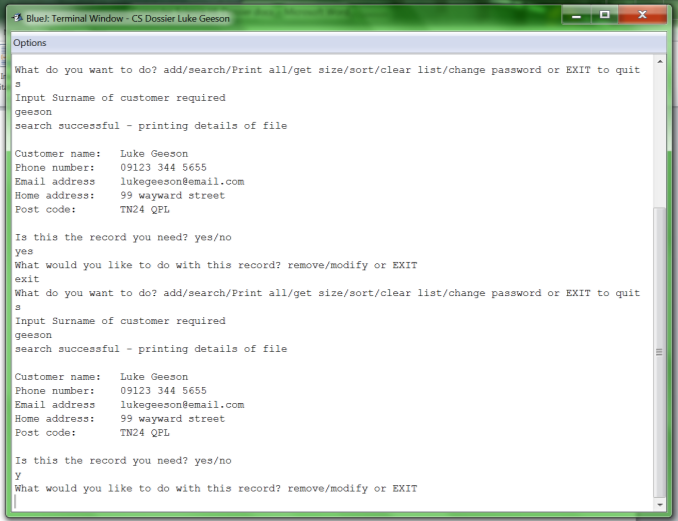 BlueJ: Terminal Window - CS Dossier Luke Geeson
Options
What do you want to do? add/search/Print all/get size/sort/clear list/change password or EXIT to quit
s
Input Surname of customer required
geeson
search successful - printing details of file
Customer name: Luke Geeson
Phone number: 09123 344 5655
Email address lukegeeson@email.com
Home address: 99 wayward street
Post code: TN24 QPL
Is this the record you need? yes/no
yes
What would you like to do with this record? remove/modify or EXIT
exit
What do you want to do? add/search/Print all/get size/sort/clear list/change password or EXIT to quit
s
Input Surname of customer required
geeson
search successful - printing details of file
Customer name: Luke Geeson
Phone number: 09123 344 5655
Email address lukegeeson@email.com
Home address: 99 wayward street
Post code: TN24 QPL
Is this the record you need? yes/no
y
What would you like to do with this record? remove/modify or EXIT